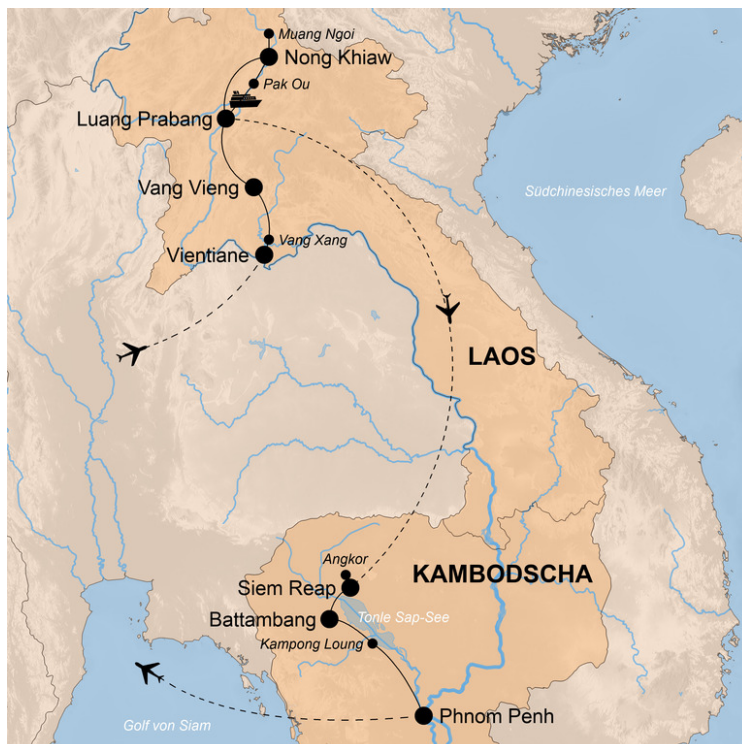 Muang Ngoi
Nong Khiaw
Pak Ou
Luang Prabang
Vang Vieng
Südchinesisches Meer
Vang Xang
Vientiane
LAOS
Angkor
KAMBODSCHA
Siem Reap
Battambang
Tonle Sap-See
Kampong Loung
Phnom Penh
Golf von Siam